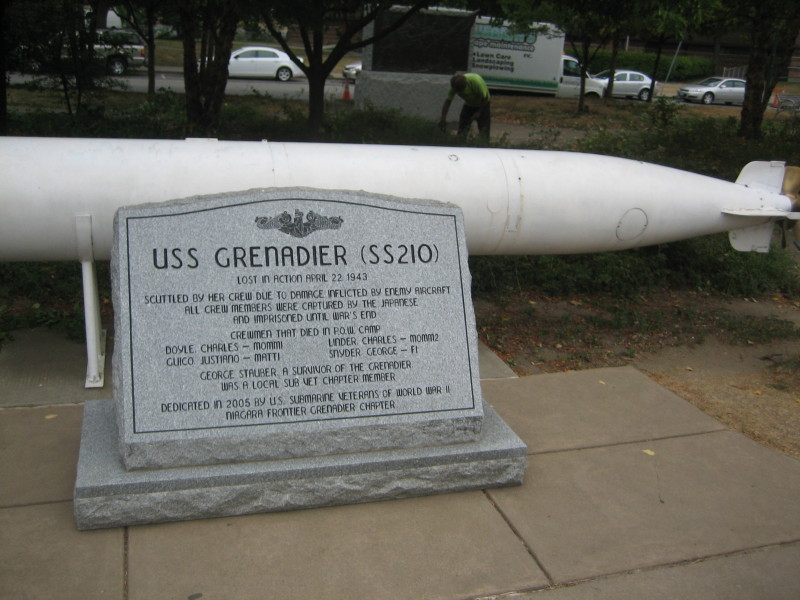 USS GRENADIER (SS210)
LOST IN ACTION APRIL 22 1943
SCUTTLED BY HER CREW DUE TO DAMAGE INFLICTED BY ENEMY AIRCRAFT
ALL CREW MEMBERS WERE CAPTURED BY THE JAPANESE
AND IMPRISONED UNTIL WAR'S END
CREWMEN THAT DIED IN P.O.W. CAMP
DOYLE CHARLES – MOMM1 LINDER CHARLES – MOMM2
GUICO JUSTIANO – MATT1 SNYDER GEORGE – F1
GEORGE STAUBER, A SURVIVOR OF THE GRENADIER
WAS A LOCAL SUB VET CHAPTER MEMBER
DEDICATED IN 2005 BY U.S. SUBMARINE VETERANS OF WORLD WAR II
NIAGARA FRONTIER GRENADIER CHAPTER
Lawn Care
Landscaping
Snowplowing